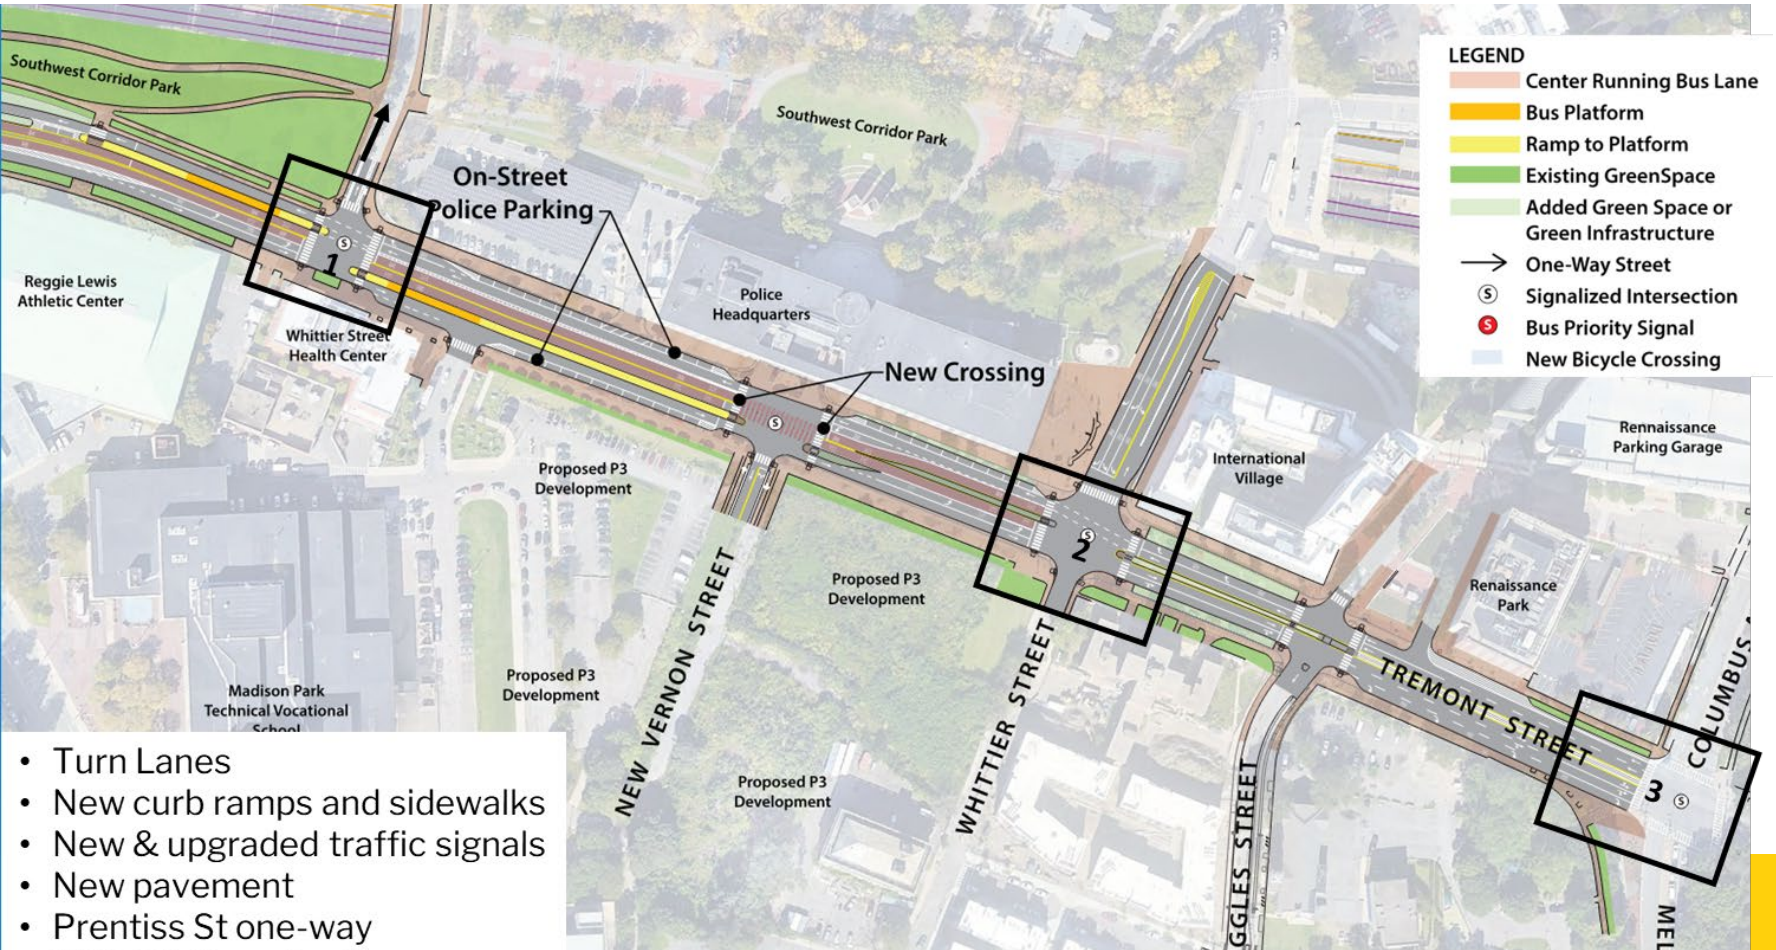 Southwest Corridor Park
Southwest Corridor Park
On-Street
Police Parking
Reggie Lewis
Athletic Center
1
Whittier Street
Health Center
Police
Headquarters
New Crossing
LEGEND
Center Running Bus Lane
Bus Platform
Ramp to Platform
Existing GreenSpace
Added Green Space or
Green Infrastructure
One-Way Street
S Signalized Intersection
S Bus Priority Signal
New Bicycle Crossing
S
S
Rennaissance
Parking Garage
International
Village
Proposed P3
Development
Proposed P3
Development
S
2
Renaissance
Park
Proposed P3
Development
Proposed P3
Development
Madison Park
Technical Vocational
School
NEW VERNON STREET
WHITTIER STREET
GGLES STREET
TREMONT STREET
COLUMBUS
3
S
MEL
• Turn Lanes
• New curb ramps and sidewalks
• New & upgraded traffic signals
• New pavement
• Prentiss St one-way